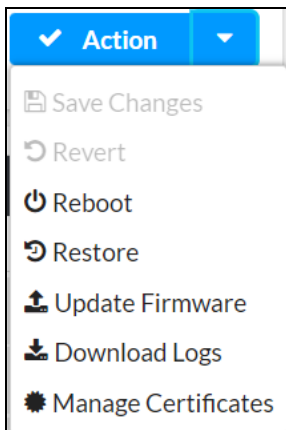 Action
Save Changes
Revert
Reboot
Restore
Update Firmware
Download Logs
Manage Certificates